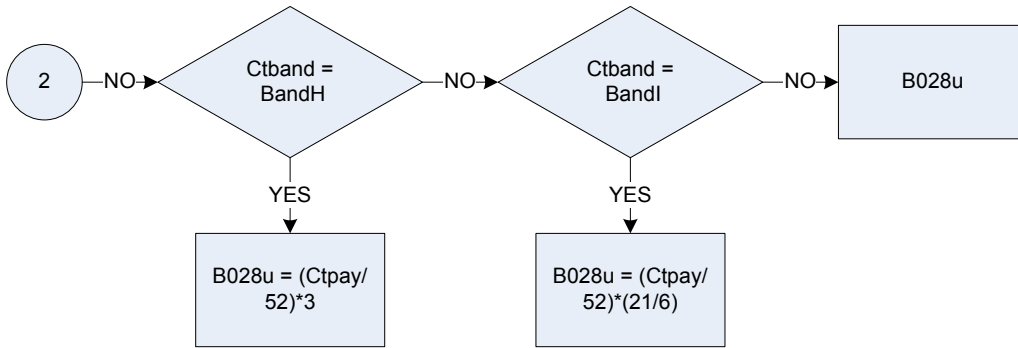 2
NO
Ctband =
BandH
NO
Ctband =
BandI
NO
B028u
YES
YES
B028u = (Ctpay/
52)*3
B028u = (Ctpay/
52)*(21/6)